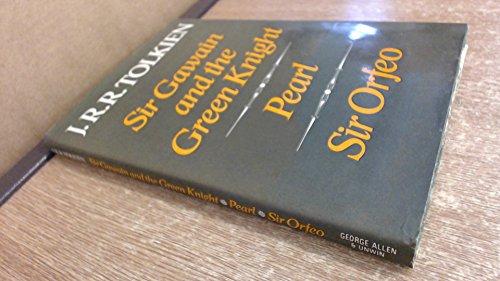 J.R.R. TOLKIEN
Sir Gawain
and the
Green Knight
Pearl
Sir Orfeo
Sir Gawain and the Green Knight • Pearl • Sir Orfeo
GEORGE ALLEN
& UNWIN